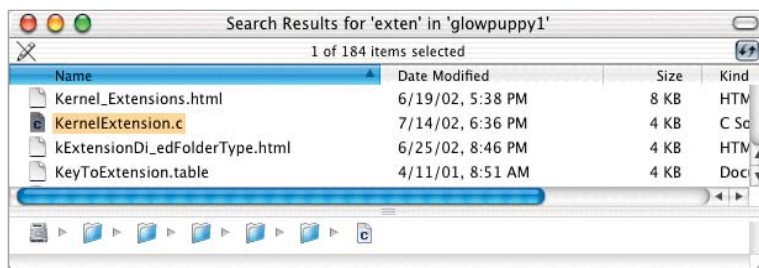 Search Results for 'exten' in 'glowpuppy1'
1 of 184 items selected
Name Date Modified Size Kind
Kernel_Extensions.html 6/19/02, 5:38 PM 8 KB HTM
KernelExtension.c 7/14/02, 6:36 PM 4 KB C So
kExtensionDi_edFolderType.html 6/25/02, 8:46 PM 4 KB HTM
KeyToExtension.table 4/11/01, 8:51 AM 4 KB Doc